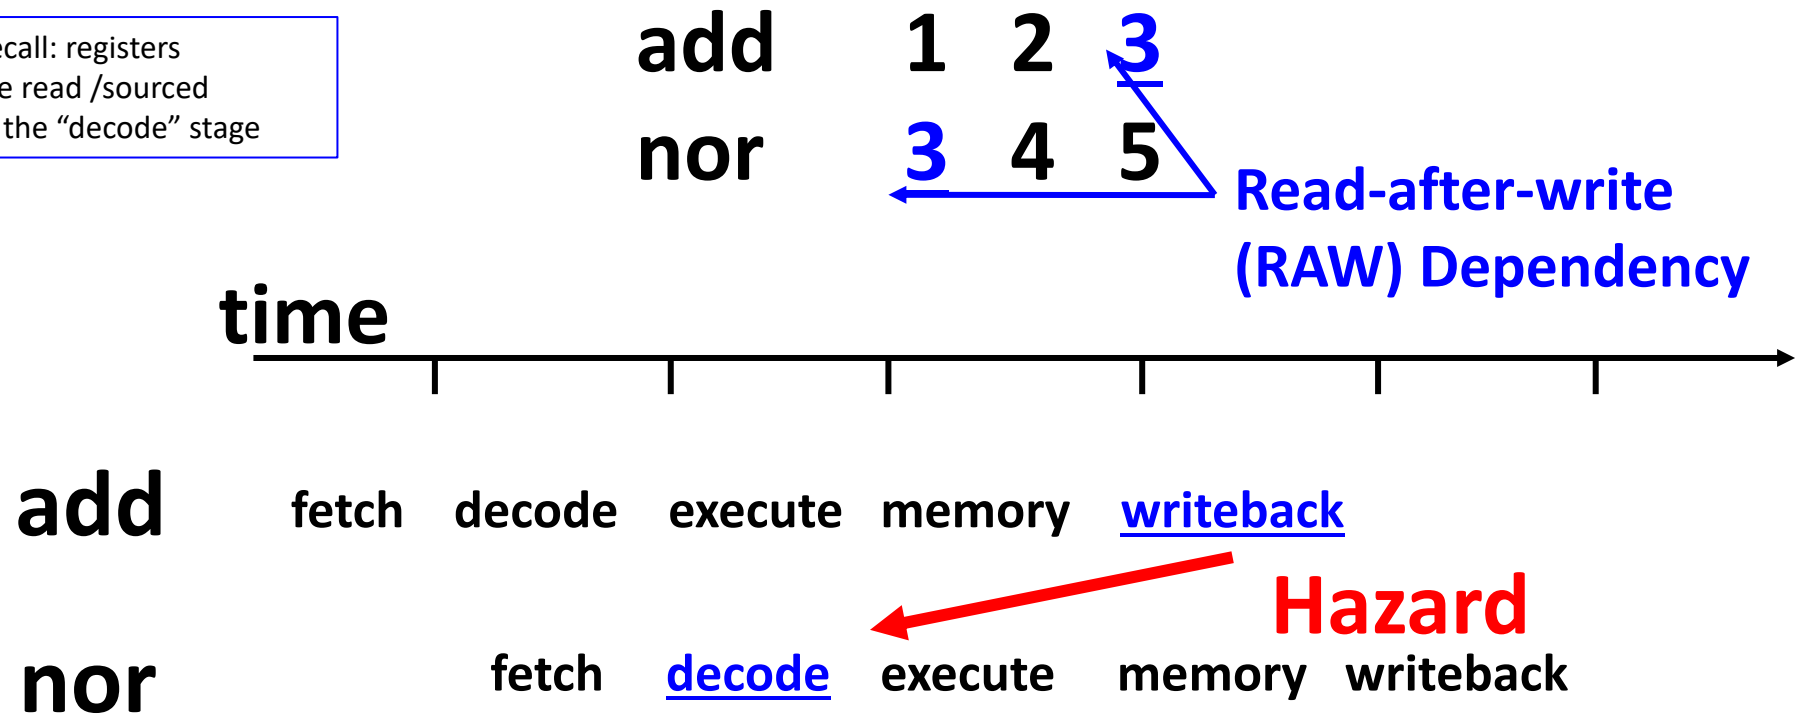 ecall: registers
e read /sourced
the “decode” stage
add 1 2 3
nor 3 4 5
Read-after-write
(RAW) Dependency
time
add fetch decode execute memory writeback
Hazard
nor fetch decode execute memory writeback